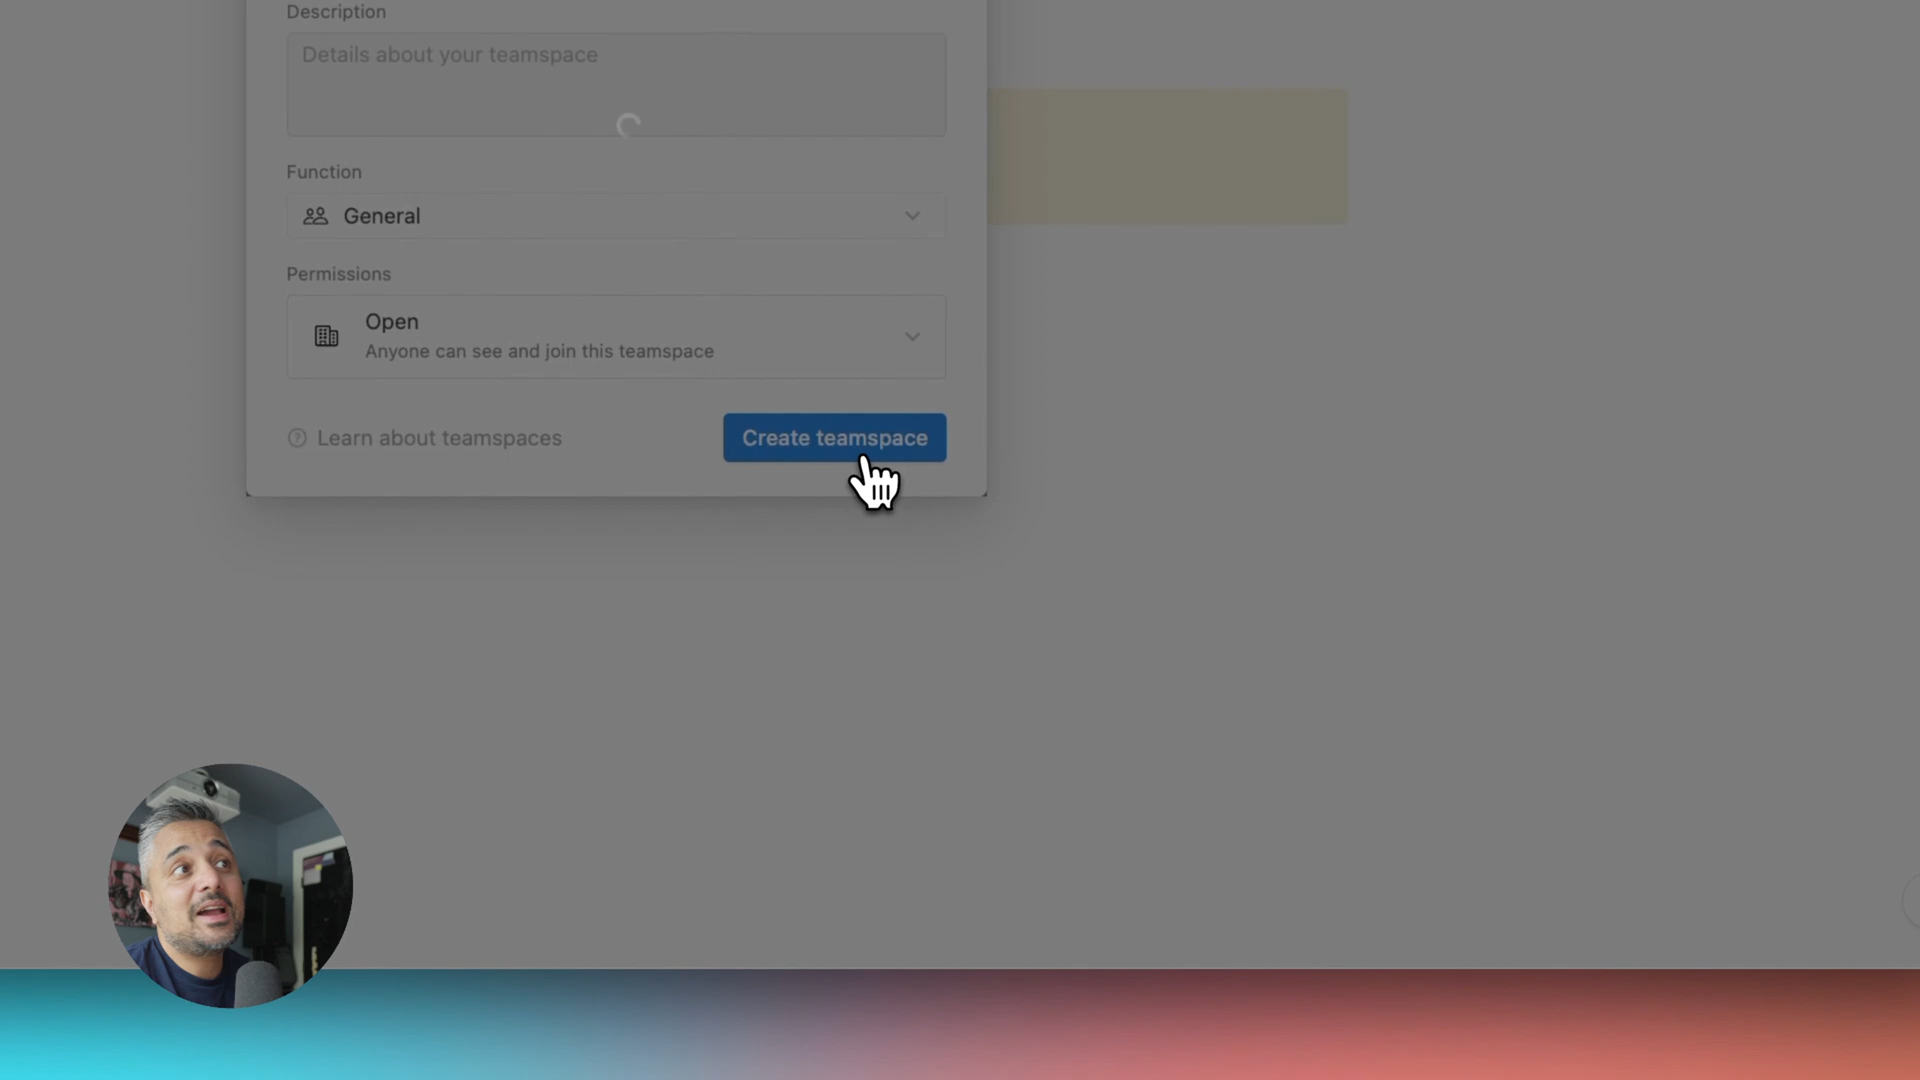 Description
Details about your teamspace
Function
General
Permissions
Open
Anyone can see and join this teamspace
Learn about teamspaces
Create teamspace